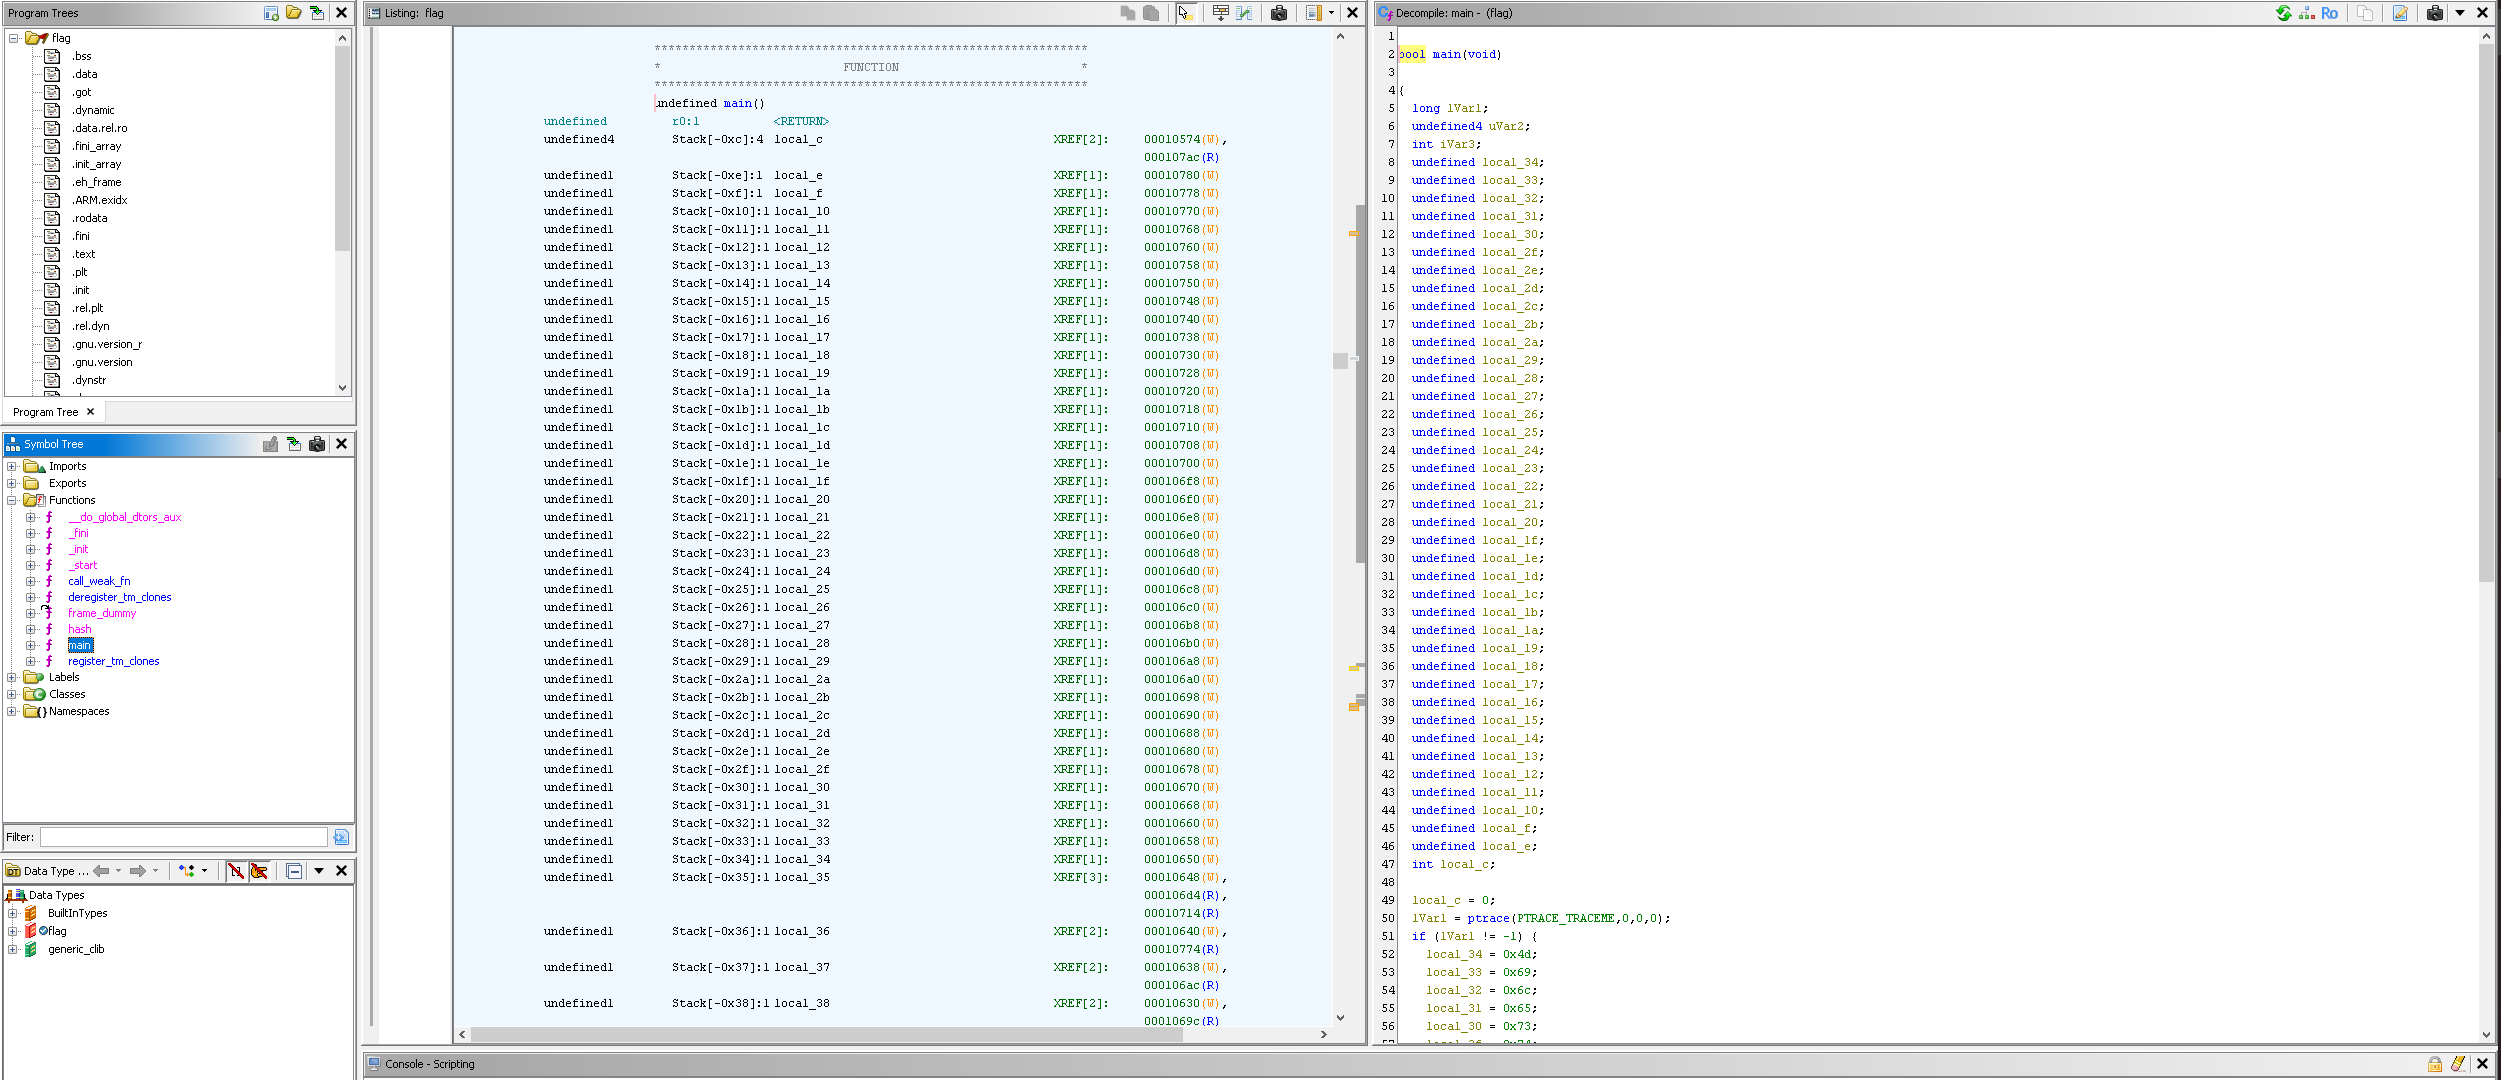 Program Trees
flag
.bss
.data
.got
.dynamic
.data.rel.ro
.fini_array
.init_array
.eh_frame
.ARM.exidx
.rodata
.fini
.text
.plt
.init
.rel.plt
.rel.dyn
.gnu.version_r
.gnu.version
.dynstr
Program Tree
Symbol Tree
Imports
Exports
Functions
__do_global_dtors_aux
_fini
_init
_start
call_weak_fn
deregister_tm_clones
frame_dummy
hash
main
register_tm_clones
Labels
Classes
Namespaces
Filter:
Data Type ...
Data Types
BuiltInTypes
flag
generic_clib
Listing: flag
**************************************************************
* FUNCTION *
**************************************************************
undefined main()
undefined r0:1 <RETURN>
undefined4 Stack[-0xc]:4 local_c XREF[2]: 00010574(W),
000107ac(R)
undefined1 Stack[-0xe]:1 local_e XREF[1]: 00010780(W)
undefined1 Stack[-0xf]:1 local_f XREF[1]: 00010778(W)
undefined1 Stack[-0x10]:1 local_10 XREF[1]: 00010770(W)
undefined1 Stack[-0x11]:1 local_11 XREF[1]: 00010768(W)
undefined1 Stack[-0x12]:1 local_12 XREF[1]: 00010760(W)
undefined1 Stack[-0x13]:1 local_13 XREF[1]: 00010758(W)
undefined1 Stack[-0x14]:1 local_14 XREF[1]: 00010750(W)
undefined1 Stack[-0x15]:1 local_15 XREF[1]: 00010748(W)
undefined1 Stack[-0x16]:1 local_16 XREF[1]: 00010740(W)
undefined1 Stack[-0x17]:1 local_17 XREF[1]: 00010738(W)
undefined1 Stack[-0x18]:1 local_18 XREF[1]: 00010730(W)
undefined1 Stack[-0x19]:1 local_19 XREF[1]: 00010728(W)
undefined1 Stack[-0x1a]:1 local_1a XREF[1]: 00010720(W)
undefined1 Stack[-0x1b]:1 local_1b XREF[1]: 00010718(W)
undefined1 Stack[-0x1c]:1 local_1c XREF[1]: 00010710(W)
undefined1 Stack[-0x1d]:1 local_1d XREF[1]: 00010708(W)
undefined1 Stack[-0x1e]:1 local_1e XREF[1]: 00010700(W)
undefined1 Stack[-0x1f]:1 local_1f XREF[1]: 000106f8(W)
undefined1 Stack[-0x20]:1 local_20 XREF[1]: 000106f0(W)
undefined1 Stack[-0x21]:1 local_21 XREF[1]: 000106e8(W)
undefined1 Stack[-0x22]:1 local_22 XREF[1]: 000106e0(W)
undefined1 Stack[-0x23]:1 local_23 XREF[1]: 000106d8(W)
undefined1 Stack[-0x24]:1 local_24 XREF[1]: 000106d0(W)
undefined1 Stack[-0x25]:1 local_25 XREF[1]: 000106c8(W)
undefined1 Stack[-0x26]:1 local_26 XREF[1]: 000106c0(W)
undefined1 Stack[-0x27]:1 local_27 XREF[1]: 000106b8(W)
undefined1 Stack[-0x28]:1 local_28 XREF[1]: 000106b0(W)
undefined1 Stack[-0x29]:1 local_29 XREF[1]: 000106a8(W)
undefined1 Stack[-0x2a]:1 local_2a XREF[1]: 000106a0(W)
undefined1 Stack[-0x2b]:1 local_2b XREF[1]: 00010698(W)
undefined1 Stack[-0x2c]:1 local_2c XREF[1]: 00010690(W)
undefined1 Stack[-0x2d]:1 local_2d XREF[1]: 00010688(W)
undefined1 Stack[-0x2e]:1 local_2e XREF[1]: 00010680(W)
undefined1 Stack[-0x2f]:1 local_2f XREF[1]: 00010678(W)
undefined1 Stack[-0x30]:1 local_30 XREF[1]: 00010670(W)
undefined1 Stack[-0x31]:1 local_31 XREF[1]: 00010668(W)
undefined1 Stack[-0x32]:1 local_32 XREF[1]: 00010660(W)
undefined1 Stack[-0x33]:1 local_33 XREF[1]: 00010658(W)
undefined1 Stack[-0x34]:1 local_34 XREF[1]: 00010650(W)
undefined1 Stack[-0x35]:1 local_35 XREF[3]: 00010648(W),
000106d4(R),
00010714(R)
undefined1 Stack[-0x36]:1 local_36 XREF[2]: 00010640(W),
00010774(R)
undefined1 Stack[-0x37]:1 local_37 XREF[2]: 00010638(W),
000106ac(R)
undefined1 Stack[-0x38]:1 local_38 XREF[2]: 00010630(W),
0001069c(R)
Decompile: main - (flag)
Ro
1
2 bool main(void)
3
4 {
5 long lVar1;
6 undefined4 uVar2;
7 int iVar3;
8 undefined local_34;
9 undefined local_33;
10 undefined local_32;
11 undefined local_31;
12 undefined local_30;
13 undefined local_2f;
14 undefined local_2e;
15 undefined local_2d;
16 undefined local_2c;
17 undefined local_2b;
18 undefined local_2a;
19 undefined local_29;
20 undefined local_28;
21 undefined local_27;
22 undefined local_26;
23 undefined local_25;
24 undefined local_24;
25 undefined local_23;
26 undefined local_22;
27 undefined local_21;
28 undefined local_20;
29 undefined local_1f;
30 undefined local_1e;
31 undefined local_1d;
32 undefined local_1c;
33 undefined local_1b;
34 undefined local_1a;
35 undefined local_19;
36 undefined local_18;
37 undefined local_17;
38 undefined local_16;
39 undefined local_15;
40 undefined local_14;
41 undefined local_13;
42 undefined local_12;
43 undefined local_11;
44 undefined local_10;
45 undefined local_f;
46 undefined local_e;
47 int local_c;
48
49 local_c = 0;
50 lVar1 = ptrace(PTRACE_TRACEME,0,0,0);
51 if (lVar1 != -1) {
52 local_34 = 0x4d;
53 local_33 = 0x69;
54 local_32 = 0x6c;
55 local_31 = 0x65;
56 local_30 = 0x73;
Console - Scripting